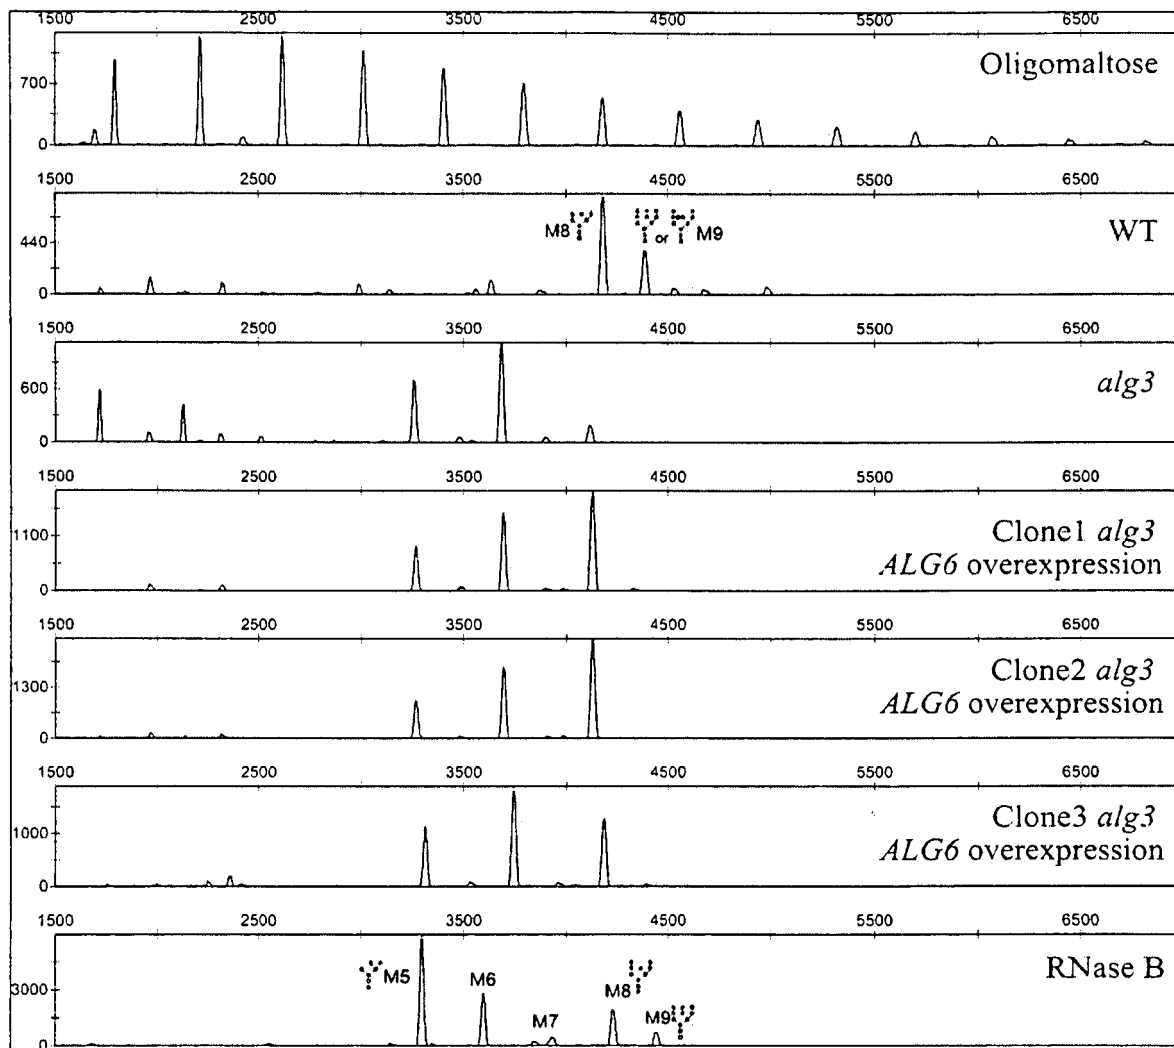 1500 2500 3500 4500 5500 6500
Oligomaltose
700
0
1500 2500 3500 4500 5500 6500
WT
M8 or M9
440
0
1500 2500 3500 4500 5500 6500
alg3
600
0
1500 2500 3500 4500 5500 6500
Clone1 alg3
ALG6 overexpression
1100
0
1500 2500 3500 4500 5500 6500
Clone2 alg3
ALG6 overexpression
1300
0
1500 2500 3500 4500 5500 6500
Clone3 alg3
ALG6 overexpression
1000
0
1500 2500 3500 4500 5500 6500
RNase B
M5 M6 M7 M8 M9
3000
0